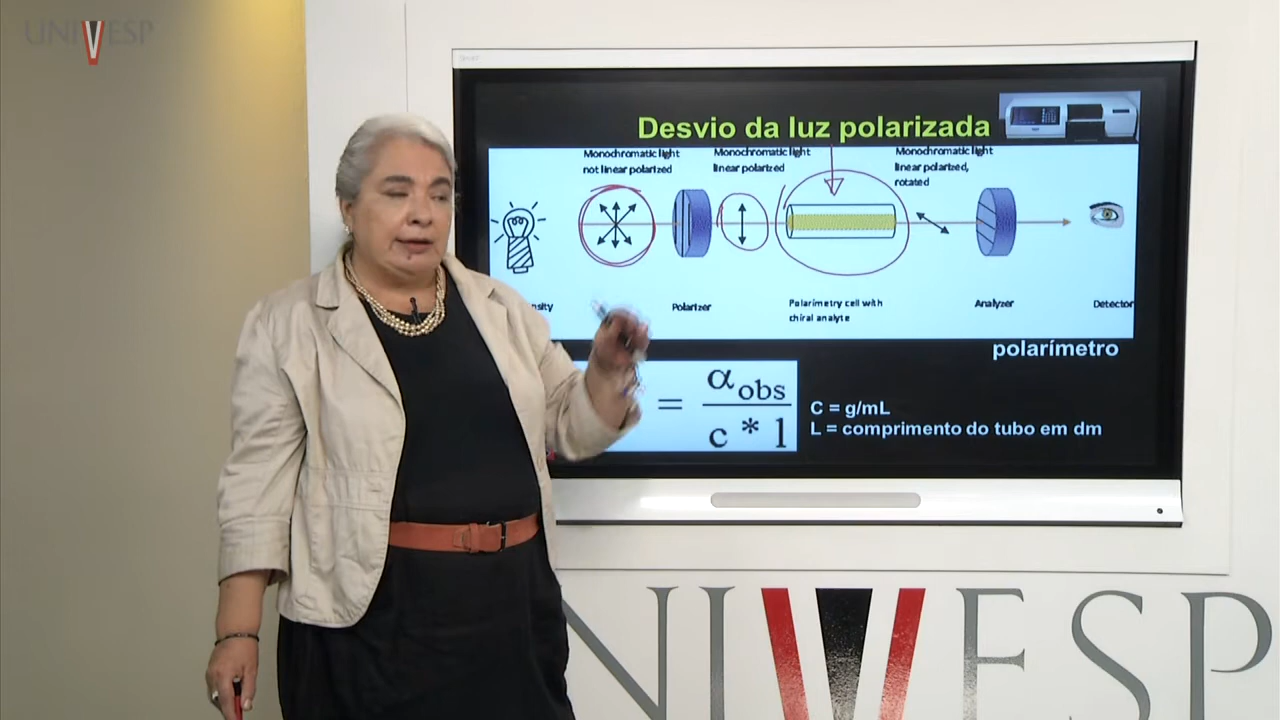 UNIVESP
Desvio da luz polarizada
Monochromatic light
not linear polarized
Monochromatic light
linear polarized
Monochromatic light
linear polarized,
rotated
Polarizer
Polarimetry cell with
chiral analyte
Analyzer
Detector
polarímetro
= αobs
c * l
C = g/mL
L = comprimento do tubo em dm
UNIVESP